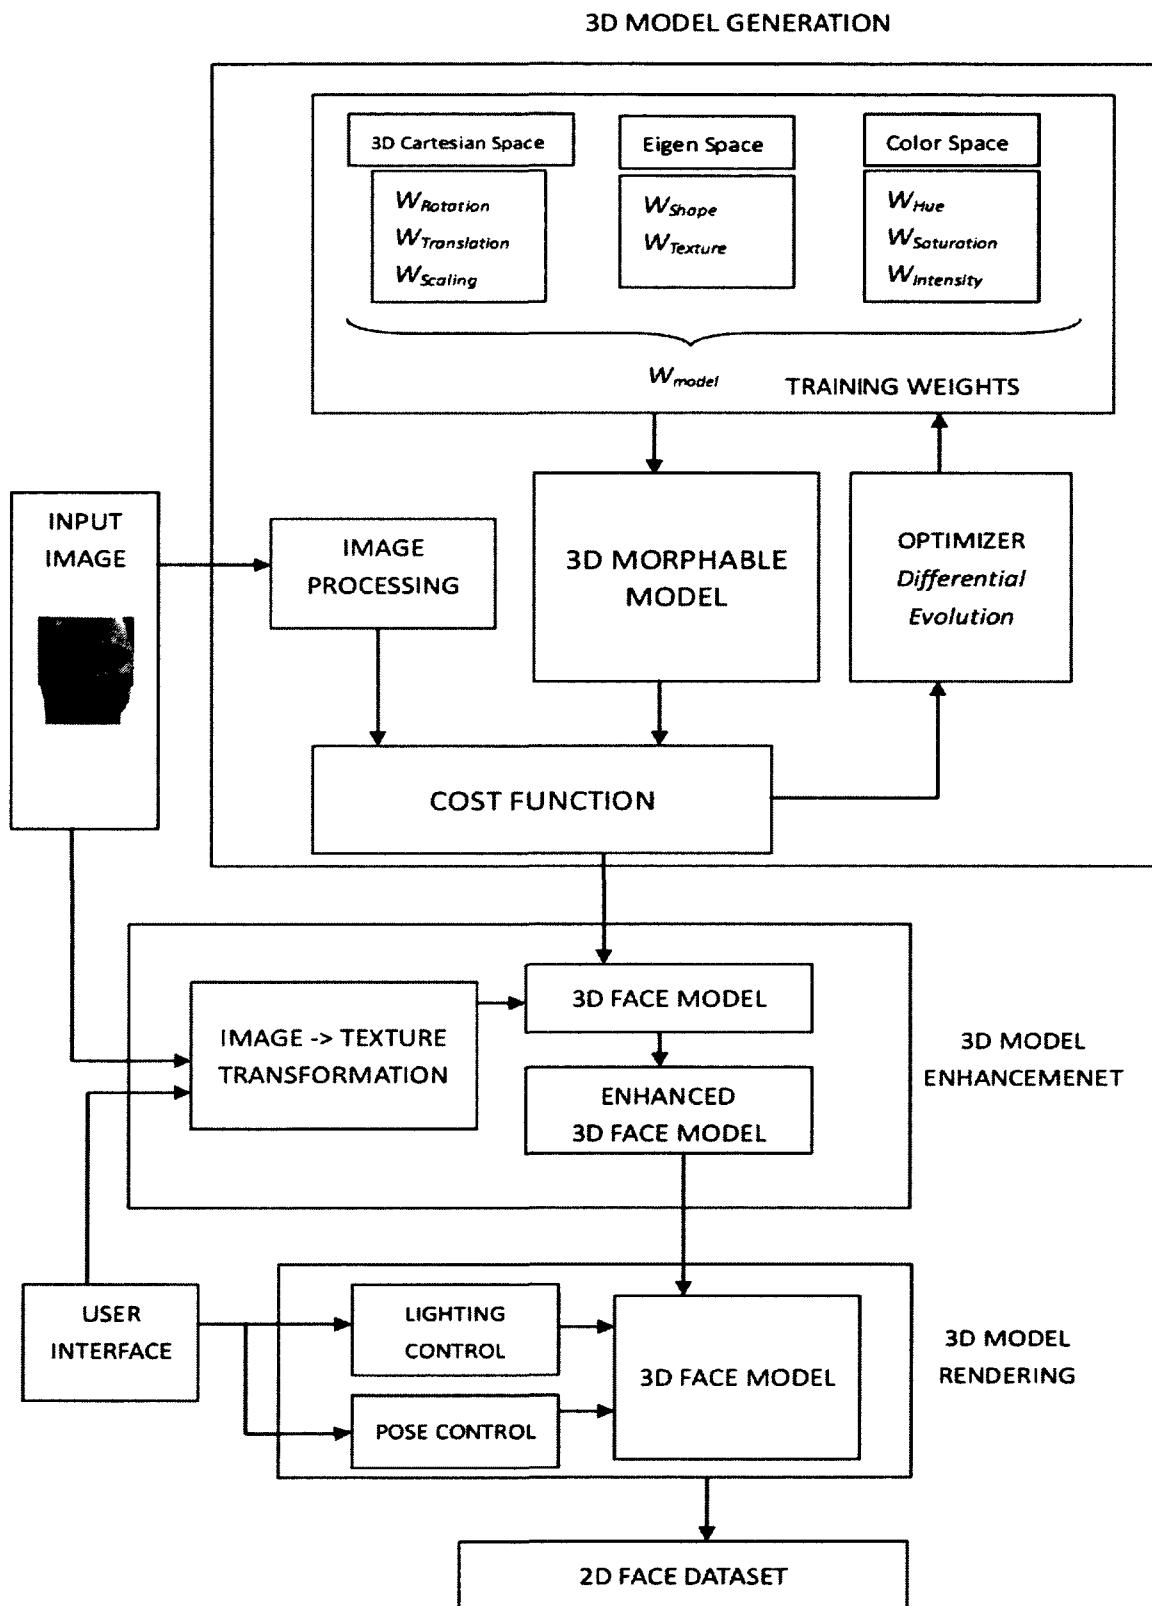 3D MODEL GENERATION
3D Cartesian Space
W Rotation
W Translation
W Scaling
Eigen Space
W Shape
W Texture
Color Space
W Hue
W Saturation
W Intensity
W model
TRAINING WEIGHTS
INPUT
IMAGE
IMAGE
PROCESSING
3D MORPHABLE
MODEL
OPTIMIZER
Differential
Evolution
COST FUNCTION
IMAGE -> TEXTURE
TRANSFORMATION
3D FACE MODEL
ENHANCED
3D FACE MODEL
3D MODEL
ENHANCEMENET
USER
INTERFACE
LIGHTING
CONTROL
POSE CONTROL
3D FACE MODEL
3D MODEL
RENDERING
2D FACE DATASET